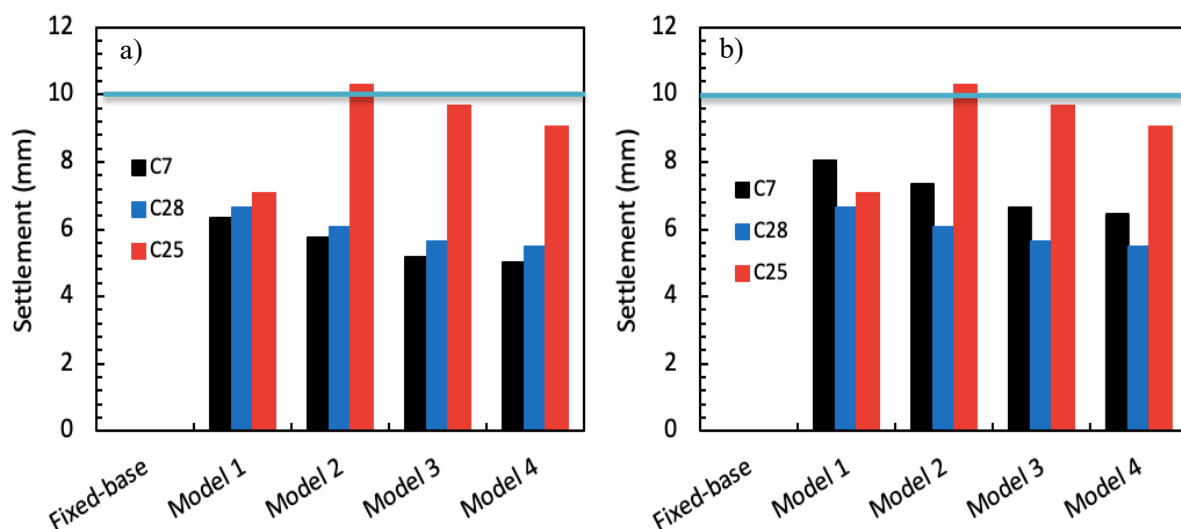 a)
Settlement (mm)
12
10
8
6
4
2
0
C7
C28
C25
Fixed-base
Model 1
Model 2
Model 3
Model 4
b)
Settlement (mm)
12
10
8
6
4
2
0
C7
C28
C25
Fixed-base
Model 1
Model 2
Model 3
Model 4